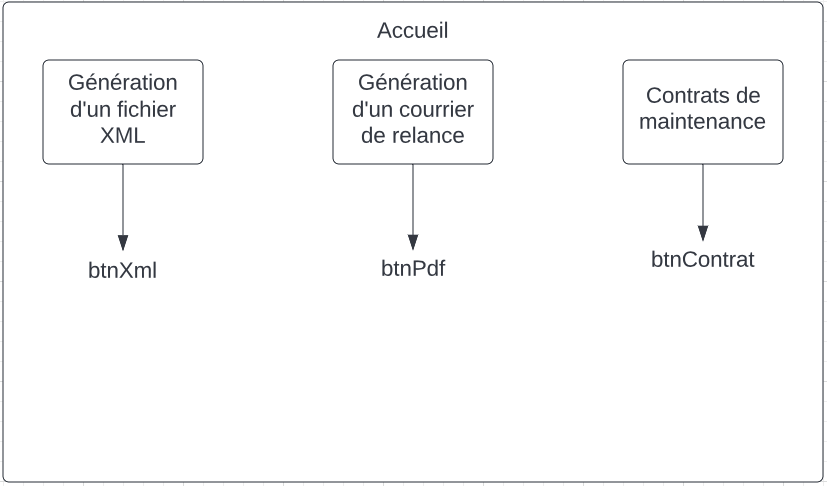 Accueil
Génération
d'un fichier
XML
Génération
d'un courrier
de relance
Contrats de
maintenance
btnXml
btnPdf
btnContrat